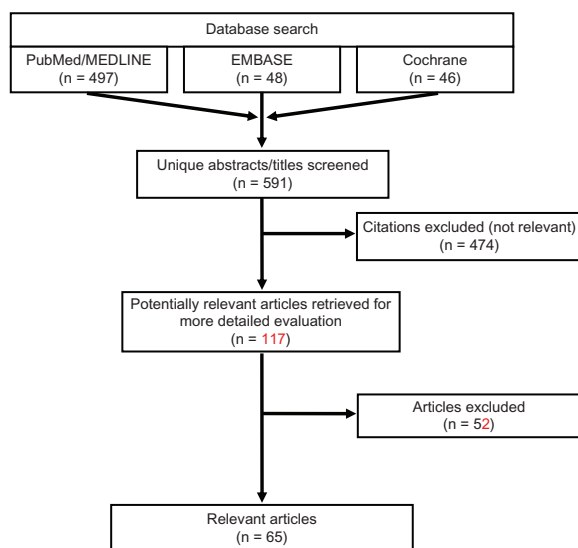 Database search
PubMed/MEDLINE
(n = 497)
EMBASE
(n = 48)
Cochrane
(n = 46)
Unique abstracts/titles screened
(n = 591)
Citations excluded (not relevant)
(n = 474)
Potentially relevant articles retrieved for
more detailed evaluation
(n = 117)
Articles excluded
(n = 52)
Relevant articles
(n = 65)